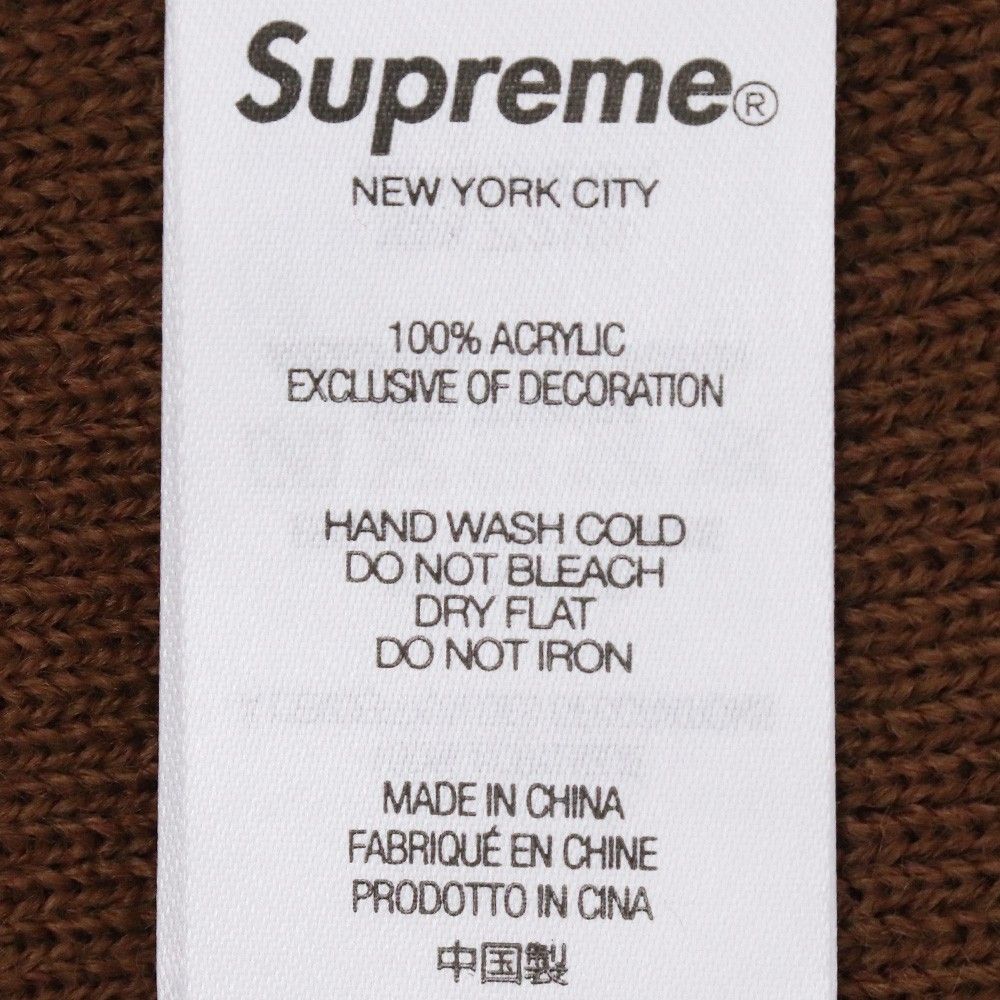 Supreme®
NEW YORK CITY
100% ACRYLIC
EXCLUSIVE OF DECORATION
HAND WASH COLD
DO NOT BLEACH
DRY FLAT
DO NOT IRON
MADE IN CHINA
FABRIQUÉ EN CHINE
PRODOTTO IN CINA
中国製